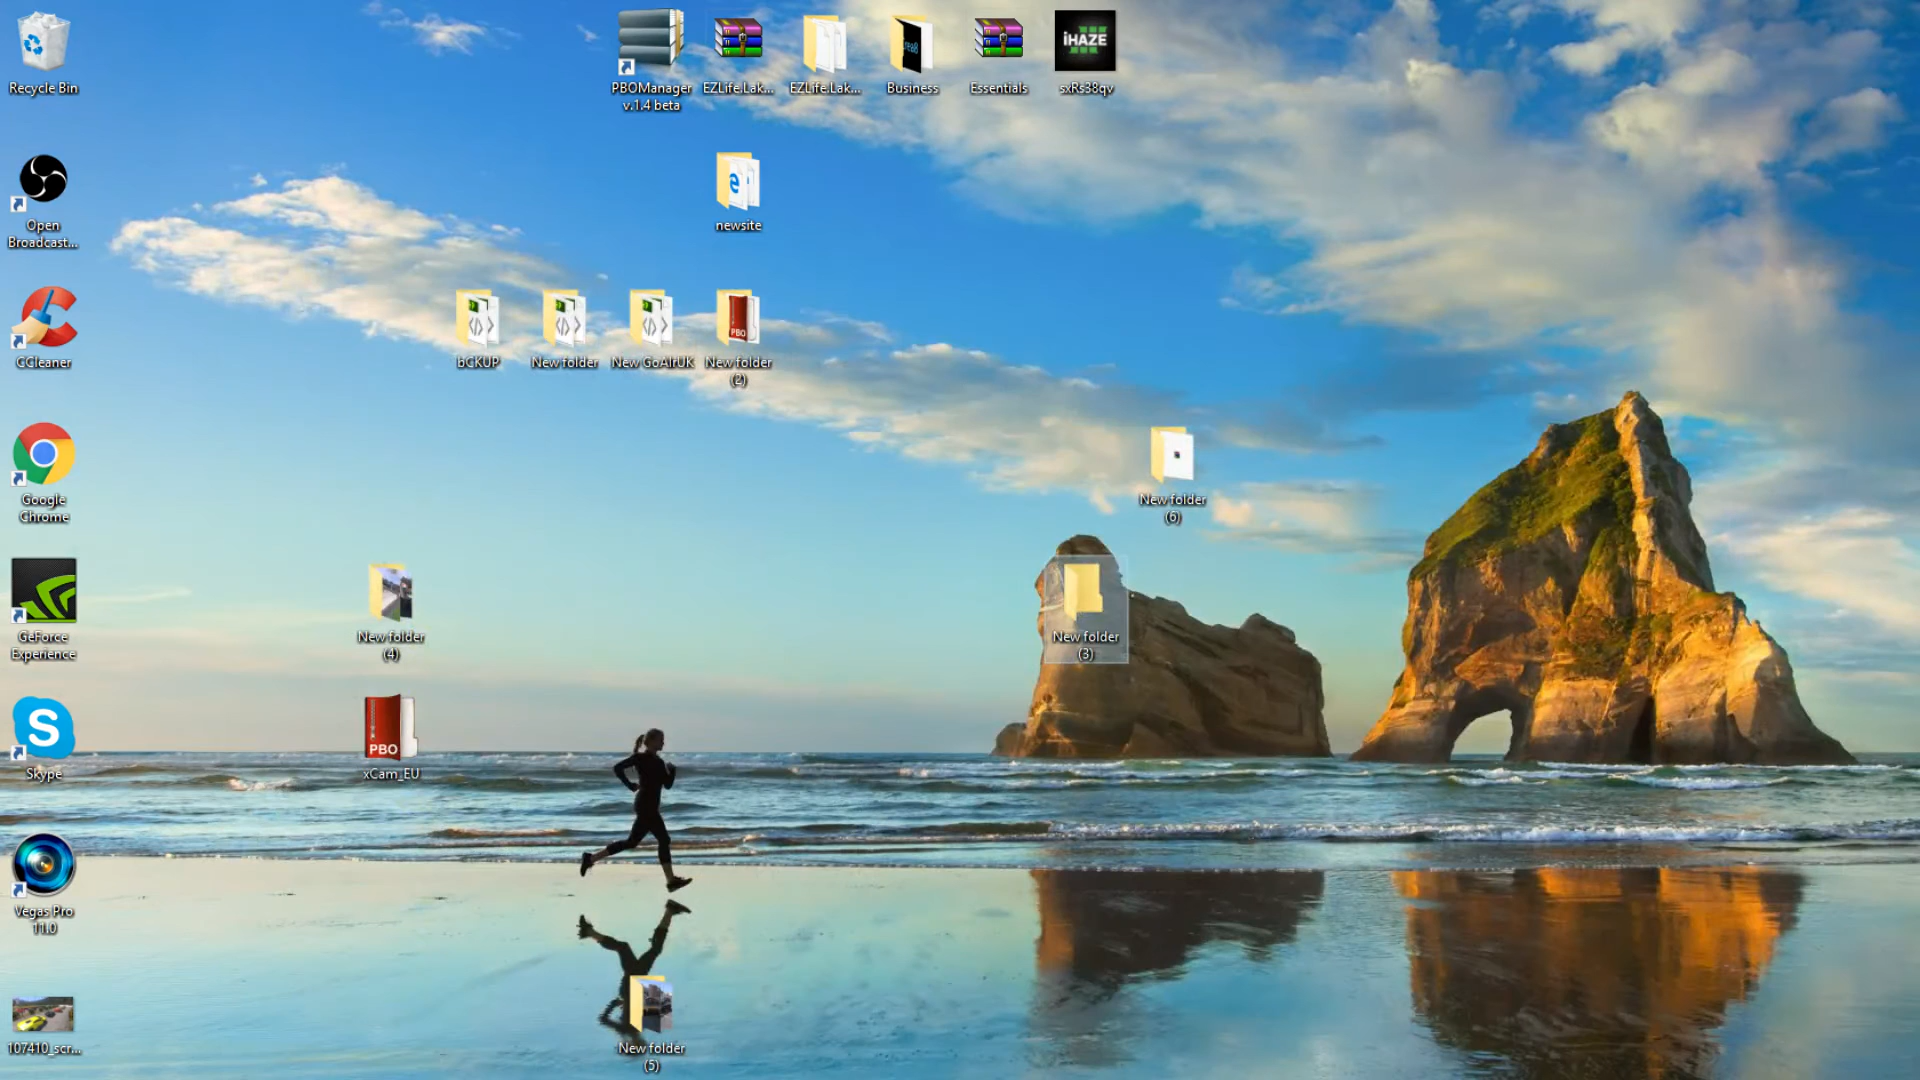 Recycle Bin
PBOManager
v.1.4 beta
EZLife.Lak...
EZLife.Lak...
Business
Essentials
iHAZE
sxRs38qv
Open
Broadcast...
newsite
CCleaner
bCKUP
New folder
New GoAltUK
PBO
New folder
(2)
Google
Chrome
New folder
(6)
GeForce
Experience
New folder
(4)
New folder
(3)
S
Skype
PBO
xCam_EU
Vegas Pro
11.0
107410_scr...
New folder
(5)